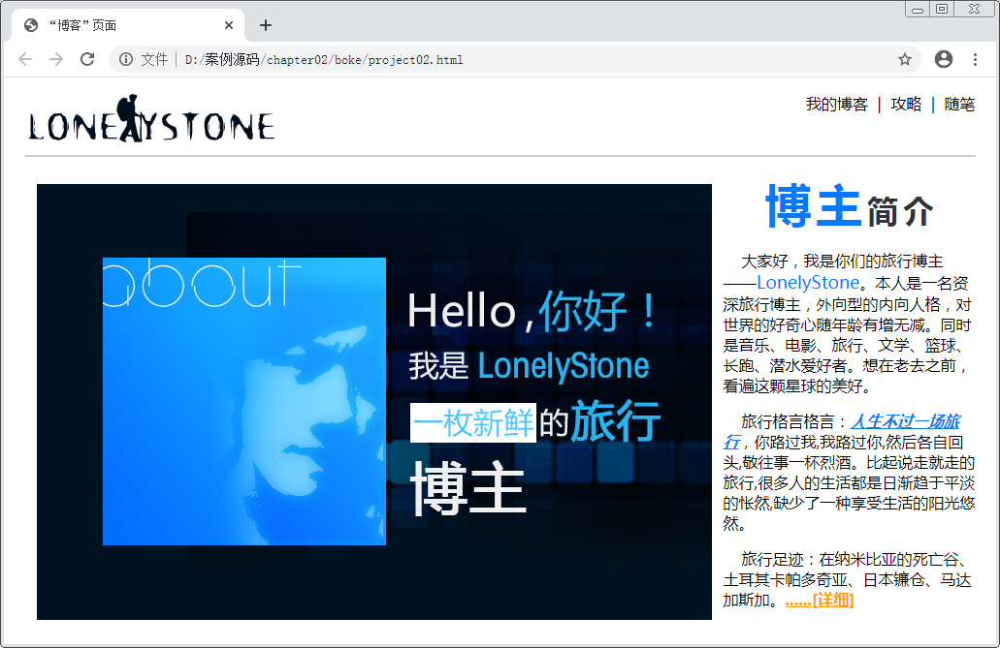 “博客”页面
文件 | D:/案例源码/chapter02/boke/project02.html
LONELYSTONE
我的博客 | 攻略 | 随笔
about
Hello ,你好！
我是 LonelyStone
一枚新鲜的旅行
博主
博主简介
大家好，我是你们的旅行博主
——LonelyStone。本人是一名资
深旅行博主，外向型的内向人格，对
世界的好奇心随年龄有增无减。同时
是音乐、电影、旅行、文学、篮球、
长跑、潜水爱好者。想在老去之前，
看遍这颗星球的美好。
旅行格言格言：人生不过一场旅
行，你路过我,我路过你,然后各自回
头,敬往事一杯烈酒。比起说走就走的
旅行,很多人的生活都是日渐趋于平淡
的怅然,缺少了一种享受生活的阳光悠
然。
旅行足迹：在纳米比亚的死亡谷、
土耳其卡帕多奇亚、日本镰仓、马达
加斯加。......[详细]